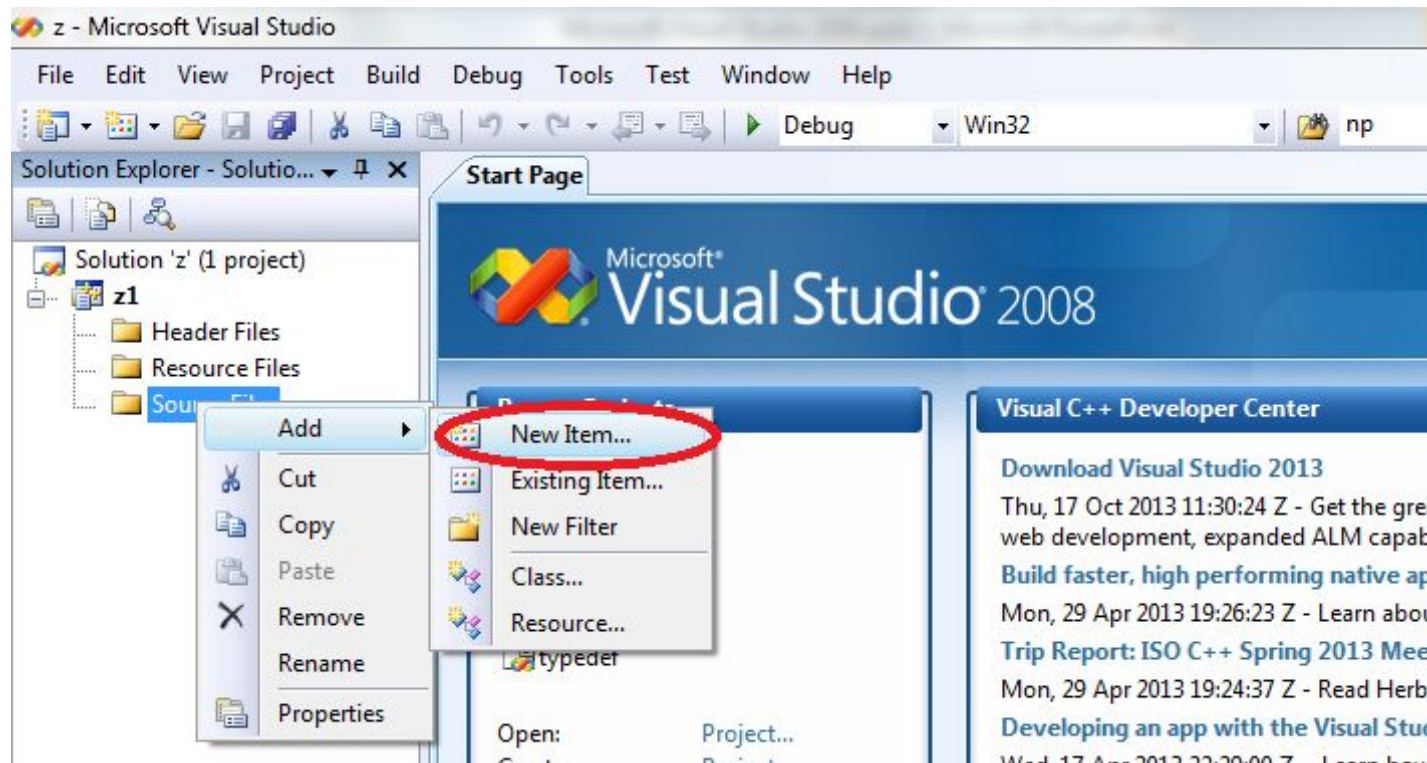 z - Microsoft Visual Studio
File Edit View Project Build Debug Tools Test Window Help
Debug Win32 np
Solution Explorer - Solutio...
Start Page
Solution 'z' (1 project)
z1
Header Files
Resource Files
Microsoft®
Visual Studio® 2008
Add
Cut
Copy
Paste
Remove
Rename
Properties
New Item...
Existing Item...
New Filter
Class...
Resource...
typedef
Open: Project...
Visual C++ Developer Center
Download Visual Studio 2013
Thu, 17 Oct 2013 11:30:24 Z - Get the gre
web development, expanded ALM capab
Build faster, high performing native ap
Mon, 29 Apr 2013 19:26:23 Z - Learn abou
Trip Report: ISO C++ Spring 2013 Mee
Mon, 29 Apr 2013 19:24:37 Z - Read Herb
Developing an app with the Visual Stud